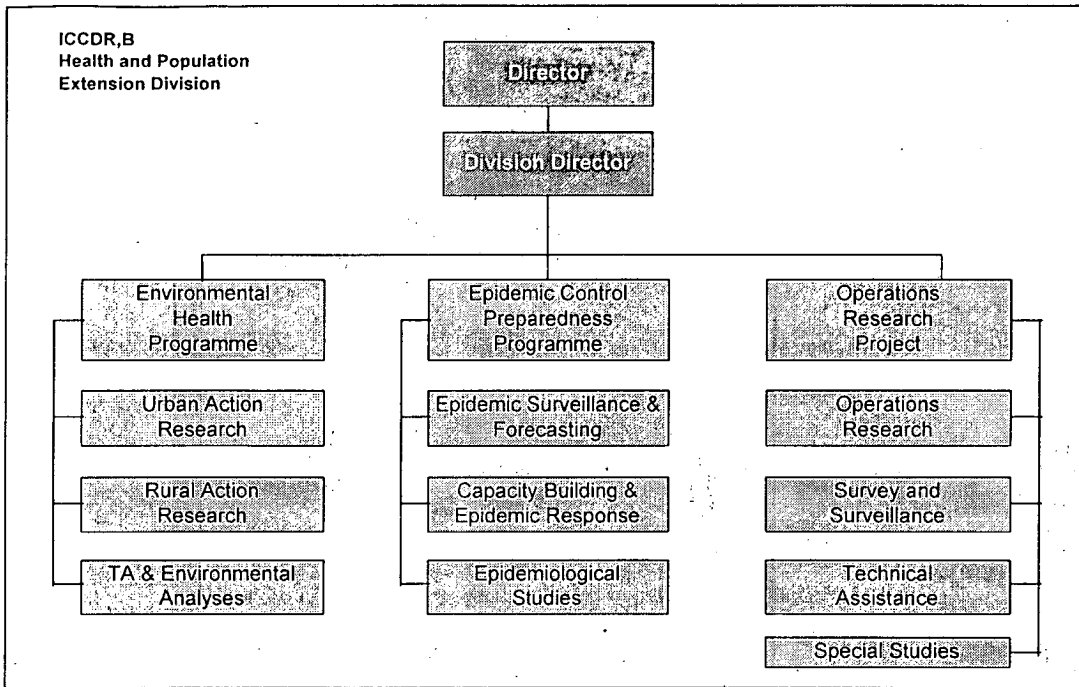 ICCDR,B
Health and Population
Extension Division
Director
Division Director
Environmental
Health
Programme
Urban Action
Research
Rural Action
Research
TA & Environmental
Analyses
Epidemic Control
Preparedness
Programme
Epidemic Surveillance &
Forecasting
Capacity Building &
Epidemic Response
Epidemiological
Studies
Operations
Research
Project
Operations
Research
Survey and
Surveillance
Technical
Assistance
Special Studies